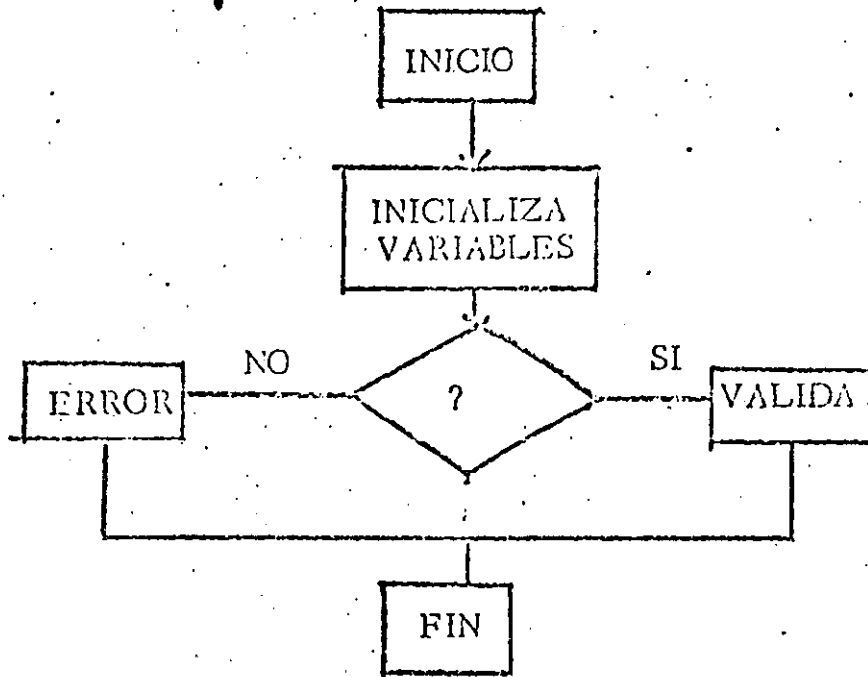 INICIO
INICIALIZA
VARIABLES
NO
SI
ERROR
?
VALIDA
FIN